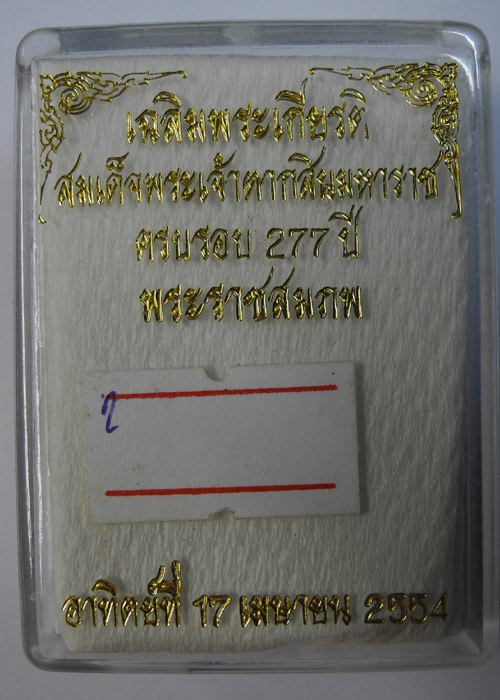 เฉลิมพระเกียรติ
สมเด็จพระเจ้าตากสินมหาราช
ครบรอบ 277 ปี
พระราชสมภพ
อาทิตย์ที่ 17 เมษายน 2554